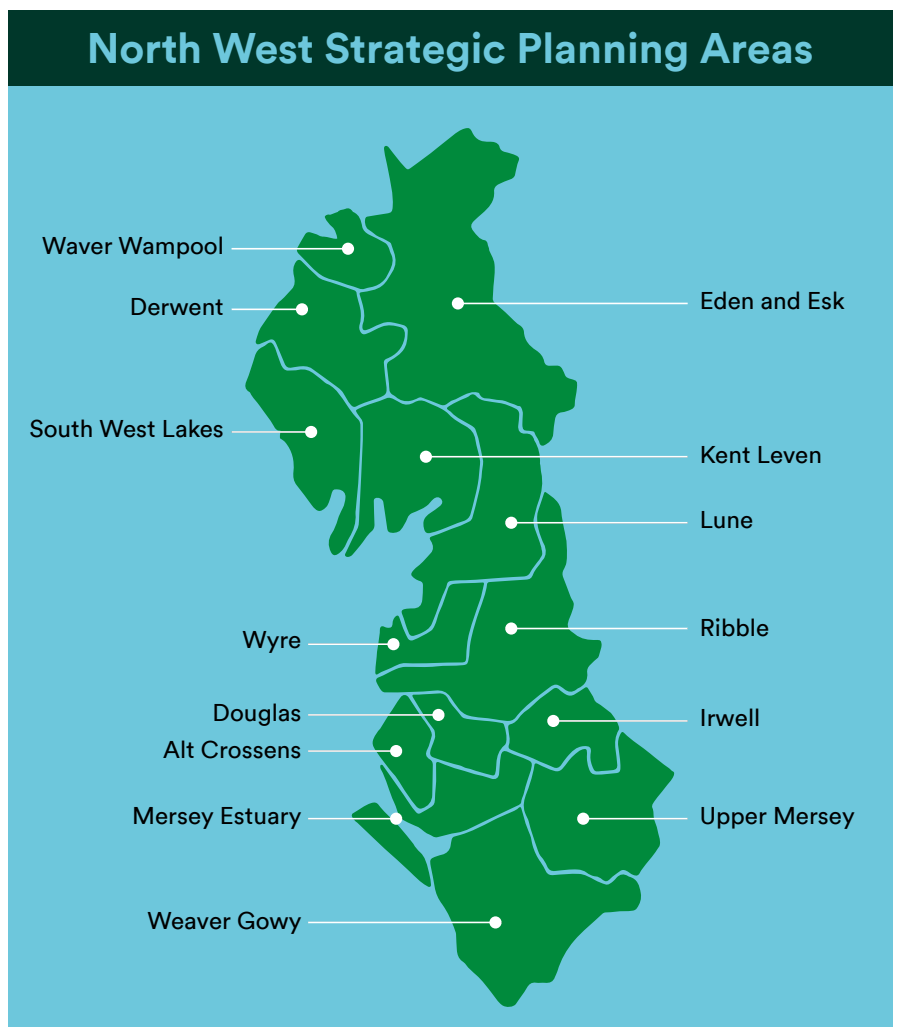 North West Strategic Planning Areas
Waver Wampool
Derwent
Eden and Esk
South West Lakes
Kent Leven
Lune
Ribble
Wyre
Douglas
Irwell
Alt Crossens
Mersey Estuary
Upper Mersey
Weaver Gowy